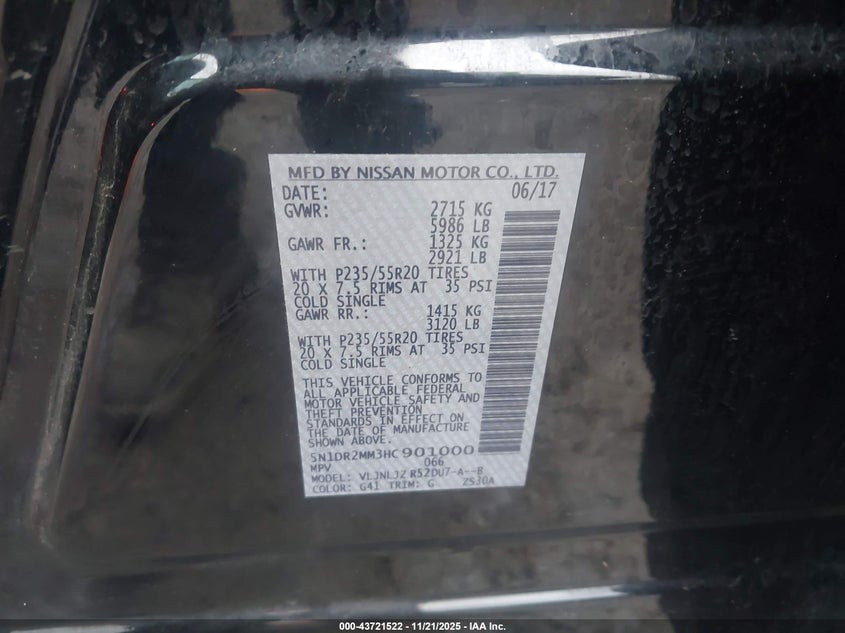 MFD BY NISSAN MOTOR CO., LTD.
DATE: 06/17
GVWR: 2715 KG
5986 LB
GAWR FR.: 1325 KG
2921 LB
WITH P235/55R20 TIRES
20 X 7.5 RIMS AT 35 PSI
COLD SINGLE
GAWR RR.: 1415 KG
3120 LB
WITH P235/55R20 TIRES
20 X 7.5 RIMS AT 35 PSI
COLD SINGLE
THIS VEHICLE CONFORMS TO
ALL APPLICABLE FEDERAL
MOTOR VEHICLE SAFETY AND
THEFT PREVENTION
STANDARDS IN EFFECT ON
THE DATE OF MANUFACTURE
SHOWN ABOVE.
5N1DR2MM3HC901000
MPV 066
MODEL: VLJNLJZ R52DU7-A--B
COLOR: G41 TRIM: G ZS30A
000-43721522 - 11/21/2025 - IAA Inc.